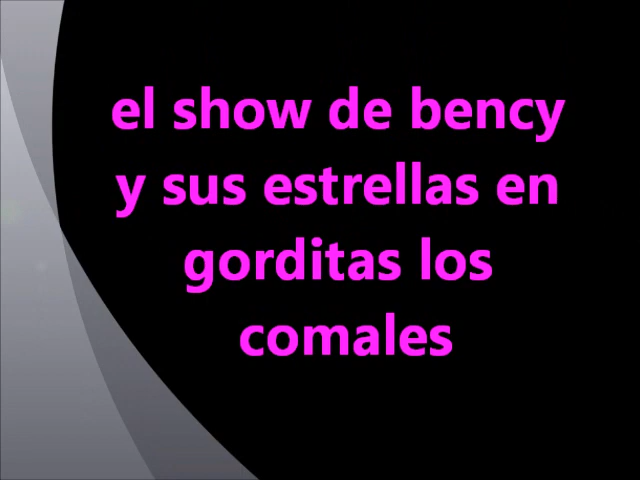 el show de bency
y sus estrellas en
gorditas los
comales